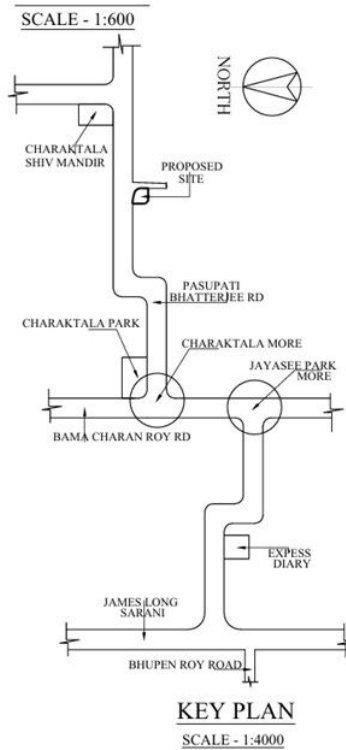 SCALE - 1:600
NORTH
CHARAKTALA
SHIV MANDIR
PROPOSED
SITE
PASUPATI
BHATTERJEE RD
CHARAKTALA PARK
CHARAKTALA MORE
JAYASEE PARK
MORE
BAMA CHARAN ROY RD
EXPESS
DIARY
JAMES LONG
SARANI
BHUPEN ROY ROAD
KEY PLAN
SCALE - 1:4000